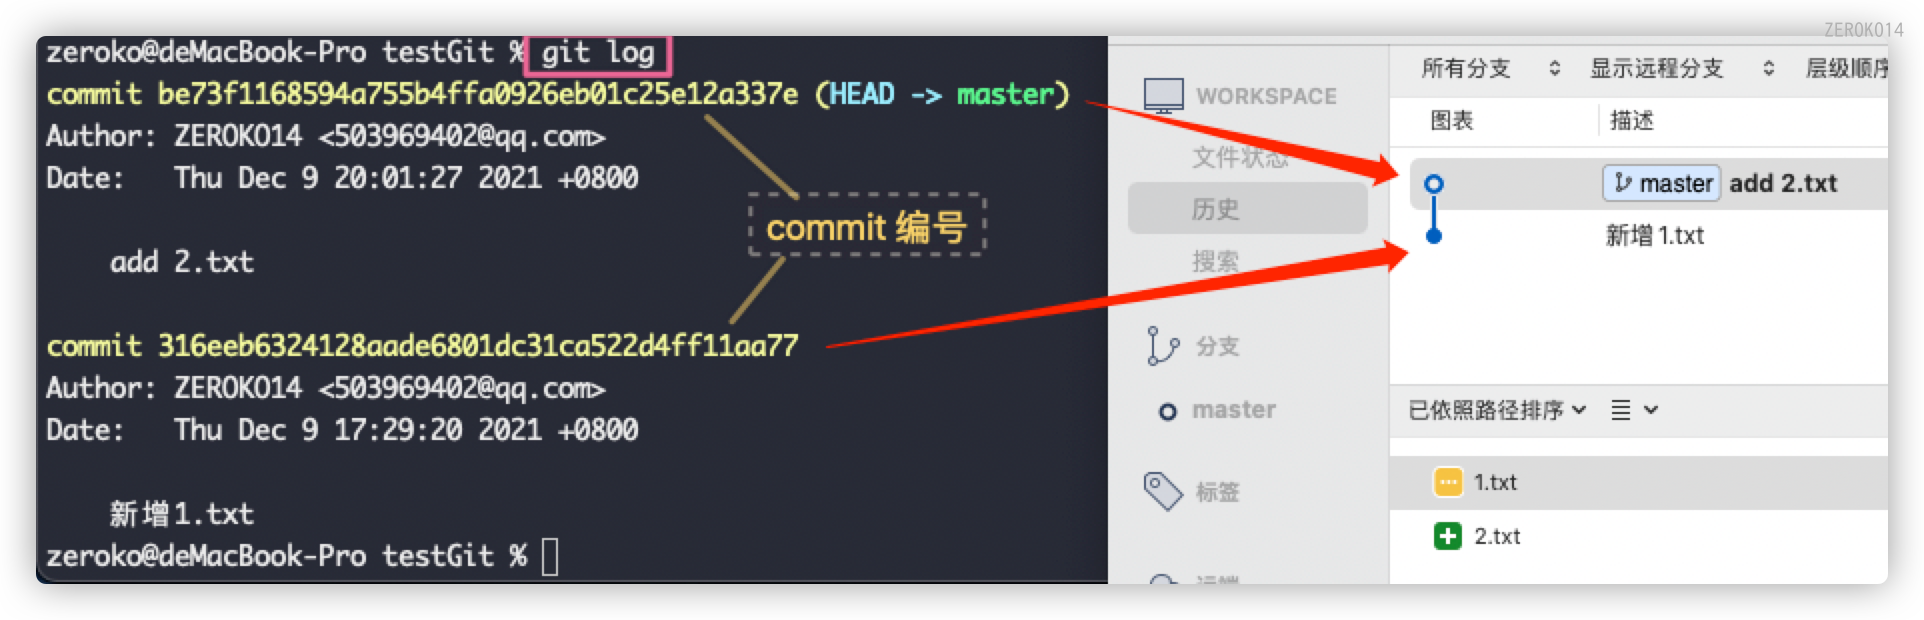 ZEROKO14
zeroko@deMacBook-Pro testGit % git log
commit be73f1168594a755b4ffa0926eb01c25e12a337e (HEAD -> master)
Author: ZEROKO14 <503969402@qq.com>
Date:   Thu Dec 9 20:01:27 2021 +0800
add 2.txt
commit 316eeb6324128aade6801dc31ca522d4ff11aa77
Author: ZEROKO14 <503969402@qq.com>
Date:   Thu Dec 9 17:29:20 2021 +0800
新增1.txt
zeroko@deMacBook-Pro testGit %
commit 编号
WORKSPACE
文件状态
历史
搜索
分支
master
标签
远端
所有分支 显示远程分支 层级顺序
图表 描述
master add 2.txt
新增 1.txt
已依照路径排序
1.txt
2.txt